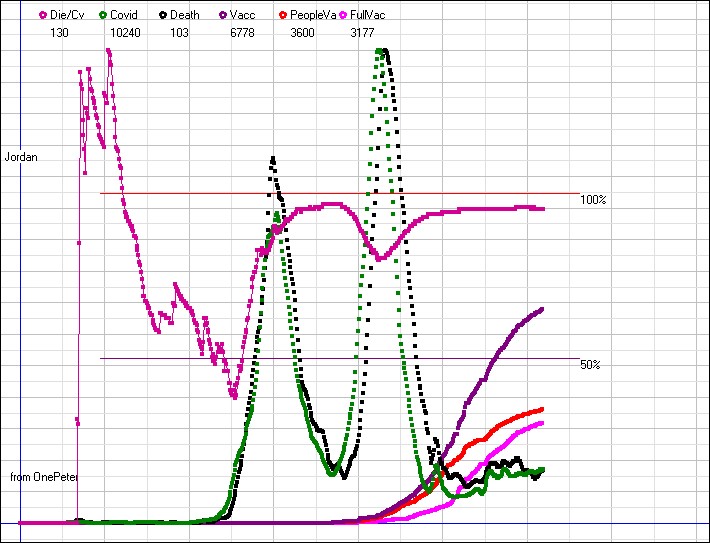 Die/Cv Covid Death Vacc PeopleVa FullVac
130 10240 103 6778 3600 3177
Jordan
100%
50%
from OnePeter